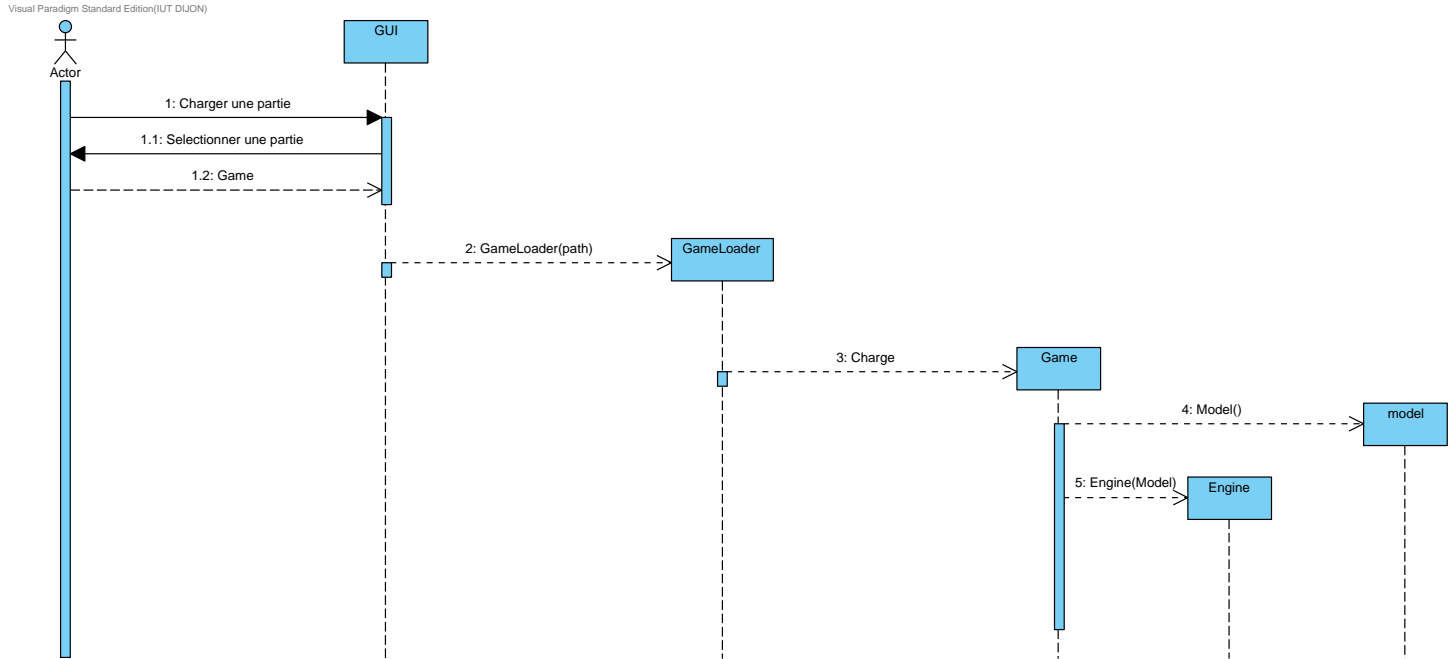 Visual Paradigm Standard Edition(IUT DIJON)
GUI
Actor
1: Charger une partie
1.1: Selectionner une partie
1.2: Game
2: GameLoader(path)
GameLoader
3: Charge
Game
4: Model()
model
5: Engine(Model)
Engine